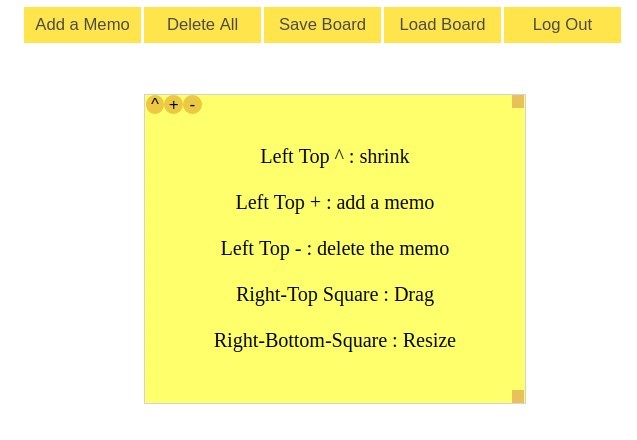 Add a Memo Delete All Save Board Load Board Log Out
^ + -
Left Top ^ : shrink
Left Top + : add a memo
Left Top - : delete the memo
Right-Top Square : Drag
Right-Bottom-Square : Resize